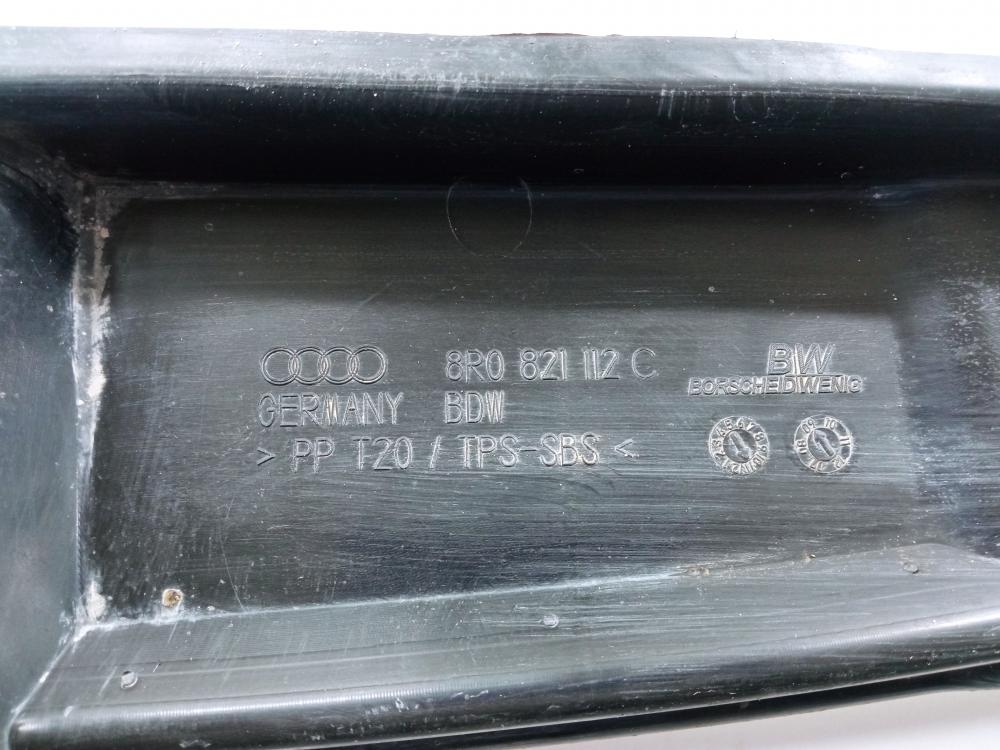 8R0 821 112 C
GERMANY BDW
> PP T20 / TPS-SBS <
BW
BORSCHEIDWENIG